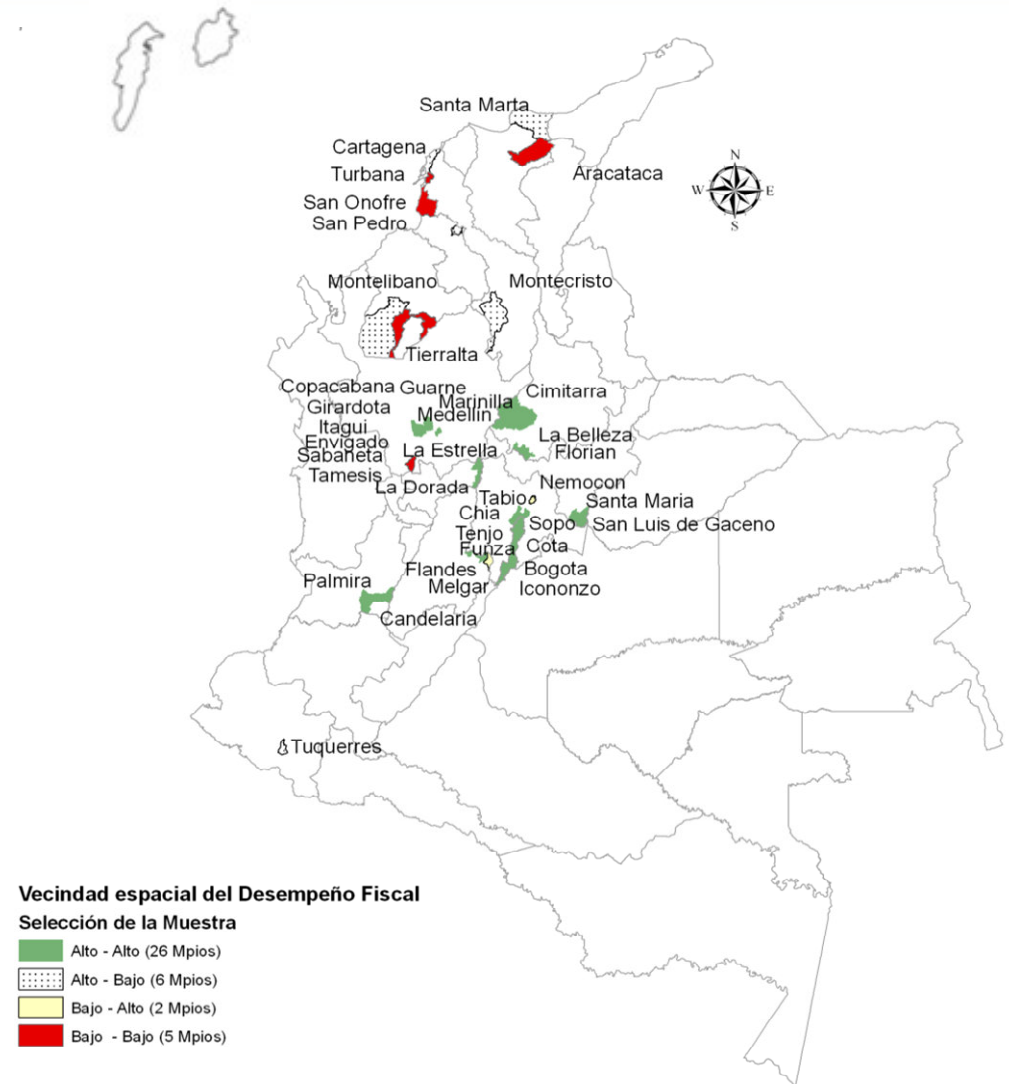 Santa Marta
Cartagena
Turbana
Aracataca
San Onofre
San Pedro
N
W
E
S
Montelibano
Montecristo
Tierralta
Copacabana
Guarne
Cimitarra
Marinilla
Girardota
Medellin
Itagui
La Belleza
Envigado
La Estrella
Florian
Sabaneta
Tamesis
La Dorada
Nemocon
Tabio
Santa Maria
Chia
Sopo
San Luis de Gaceno
Tenjo
Funza
Cota
Flandes
Bogota
Palmira
Melgar
Icononzo
Candelaria
Tuquerres
Vecindad espacial del Desempeño Fiscal
Selección de la Muestra
Alto - Alto (26 Mpios)
Alto - Bajo (6 Mpios)
Bajo - Alto (2 Mpios)
Bajo - Bajo (5 Mpios)